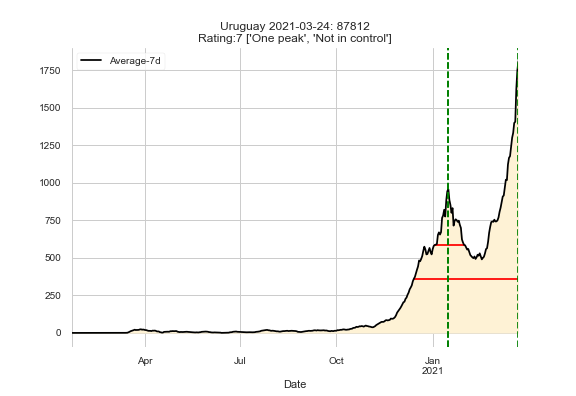 Uruguay 2021-03-24: 87812
Rating:7 ['One peak', 'Not in control']
Average-7d
1750
1500
1250
1000
750
500
250
0
Apr
Jul
Oct
Jan
2021
Date